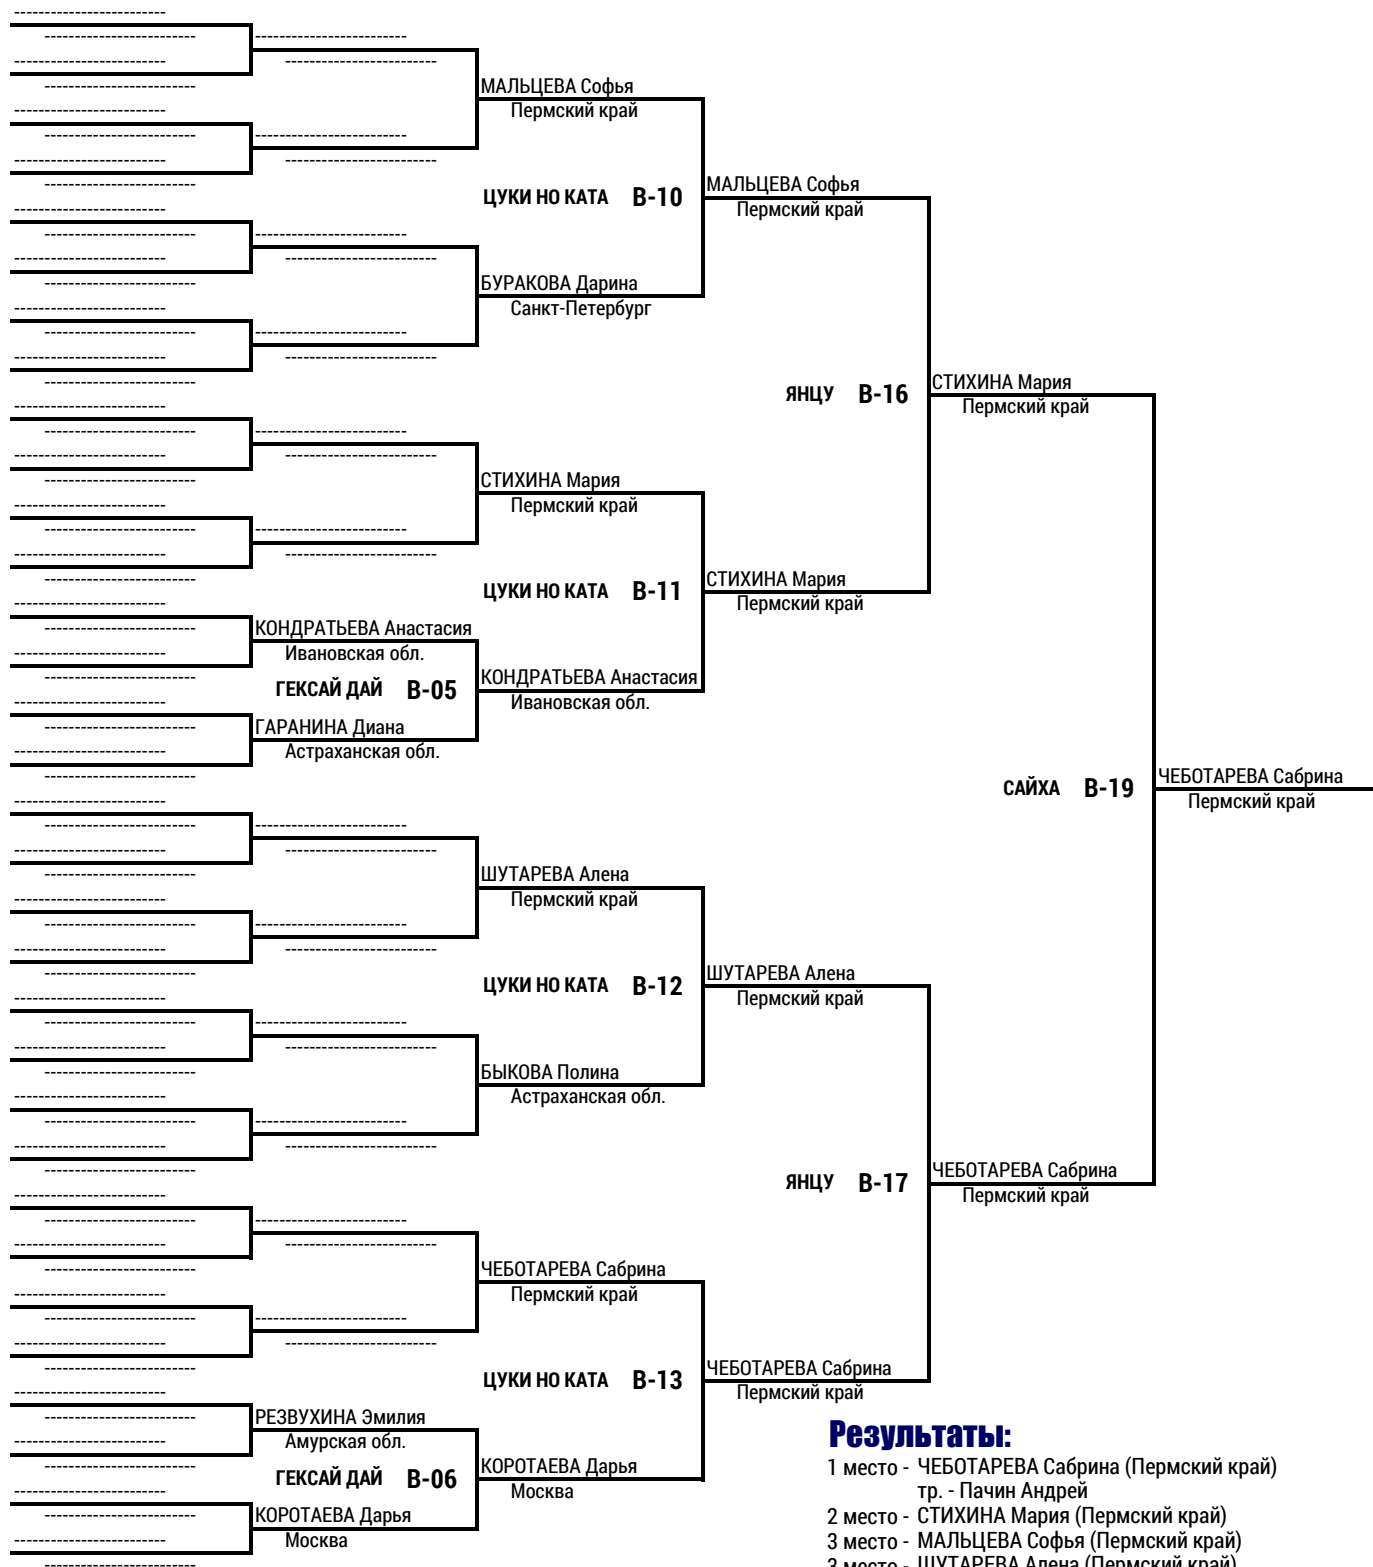 МАЛЬЦЕВА Софья
Пермский край
ЦУКИ НО КАТА B-10
МАЛЬЦЕВА Софья
Пермский край
БУРАКОВА Дарина
Санкт-Петербург
ЯНЦУ B-16
СТИХИНА Мария
Пермский край
СТИХИНА Мария
Пермский край
ЦУКИ НО КАТА B-11
СТИХИНА Мария
Пермский край
КОНДРАТЬЕВА Анастасия
Ивановская обл.
ГЕКСАЙ ДАЙ B-05
КОНДРАТЬЕВА Анастасия
Ивановская обл.
ГАРАНИНА Диана
Астраханская обл.
САЙХА B-19
ЧЕБОТАРЕВА Сабрина
Пермский край
ШУТАРЕВА Алена
Пермский край
ЦУКИ НО КАТА B-12
ШУТАРЕВА Алена
Пермский край
БЫКОВА Полина
Астраханская обл.
ЯНЦУ B-17
ЧЕБОТАРЕВА Сабрина
Пермский край
ЧЕБОТАРЕВА Сабрина
Пермский край
ЦУКИ НО КАТА B-13
ЧЕБОТАРЕВА Сабрина
Пермский край
РЕЗВУХИНА Эмилия
Амурская обл.
ГЕКСАЙ ДАЙ B-06
КОРОТАЕВА Дарья
Москва
КОРОТАЕВА Дарья
Москва
Результаты:
1 место - ЧЕБОТАРЕВА Сабрина (Пермский край)
тр. - Пачин Андрей
2 место - СТИХИНА Мария (Пермский край)
3 место - МАЛЬЦЕВА Софья (Пермский край)
3 место - ШУТАРЕВА Алена (Пермский край)